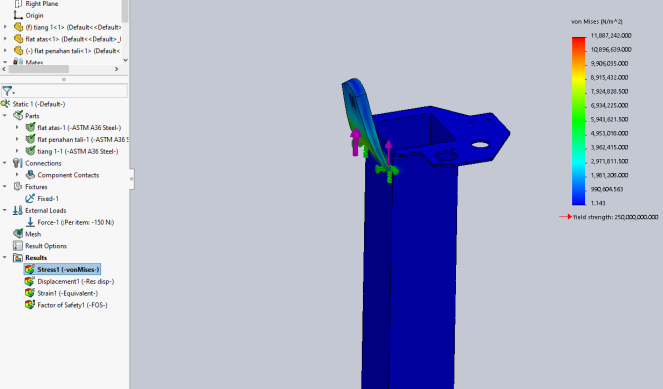 Right Plane
Origin
(f) tiang 1<1> (Default<<Default>
flat atas<1> (Default<<Default>_
(-) flat penahan tali<1> (Default<
Mates
Static 1 (-Default-)
Parts
flat atas-1 (-ASTM A36 Steel-)
flat penahan tali-1 (-ASTM A36 S
tiang 1-1 (-ASTM A36 Steel-)
Connections
Component Contacts
Fixtures
Fixed-1
External Loads
Force-1 (:Per item: -150 N:)
Mesh
Result Options
Results
Stress1 (-vonMises-)
Displacement1 (-Res disp-)
Strain1 (-Equivalent-)
Factor of Safety1 (-FOS-)
von Mises (N/m^2)
11,887,242.000
10,896,639.000
9,906,035.000
8,915,432.000
7,924,828.500
6,934,225.000
5,943,621.500
4,953,018.000
3,962,415.000
2,971,811.500
1,981,208.000
990,604.563
1.143
Yield strength: 250,000,000.000